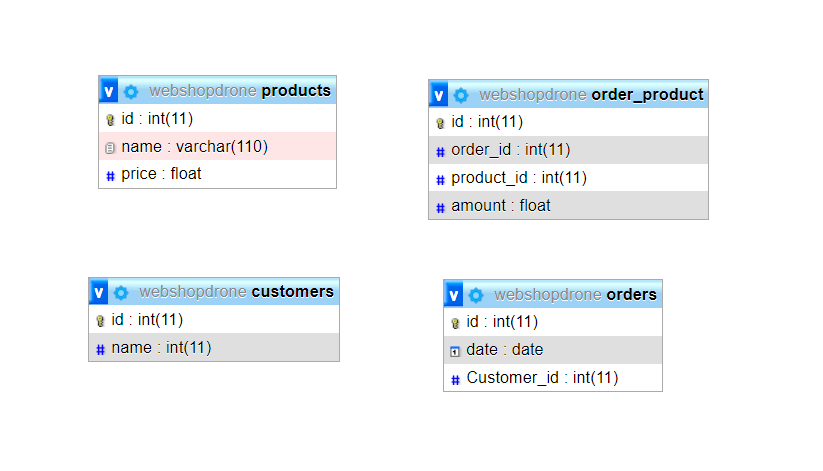 v webshopdrone products
id : int(11)
name : varchar(110)
price : float
v webshopdrone order_product
id : int(11)
order_id : int(11)
product_id : int(11)
amount : float
v webshopdrone customers
id : int(11)
name : int(11)
v webshopdrone orders
id : int(11)
date : date
Customer_id : int(11)